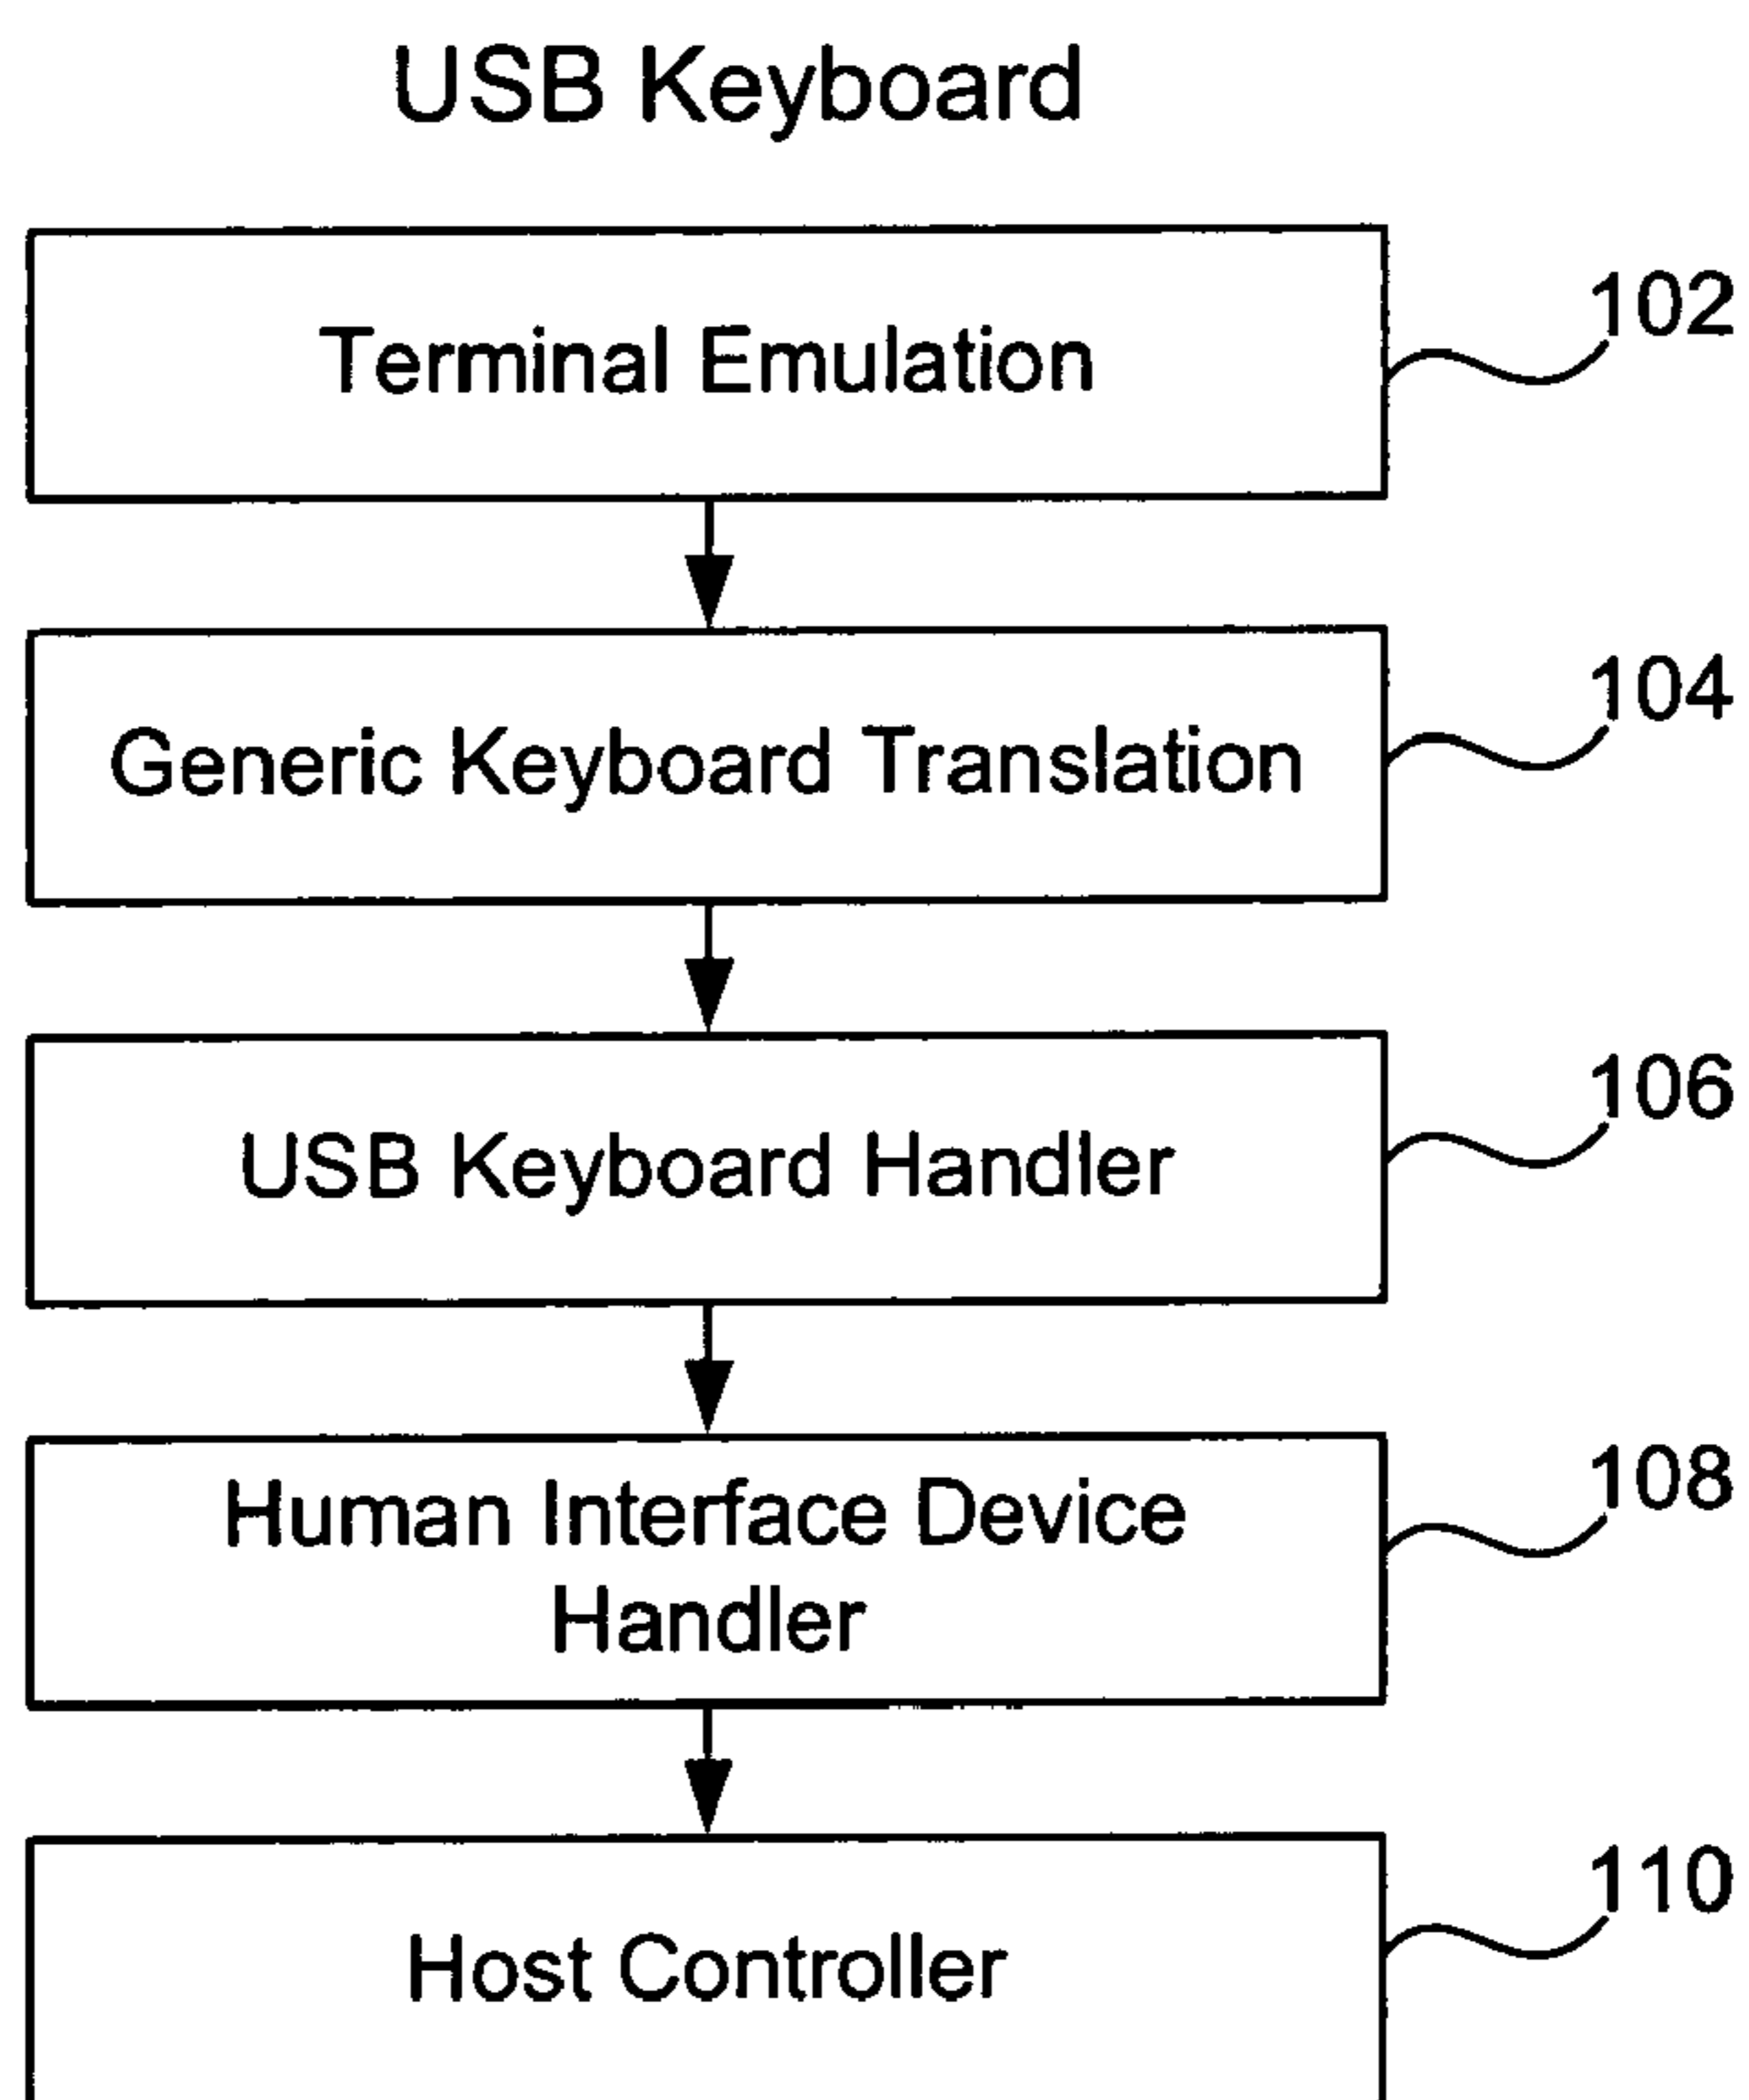 USB Keyboard
Terminal Emulation
102
Generic Keyboard Translation
104
USB Keyboard Handler
106
Human Interface Device
Handler
108
Host Controller
110